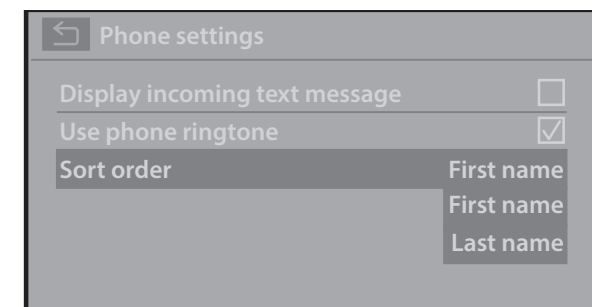 Phone settings
Display incoming text message
Use phone ringtone
Sort order First name
First name
Last name